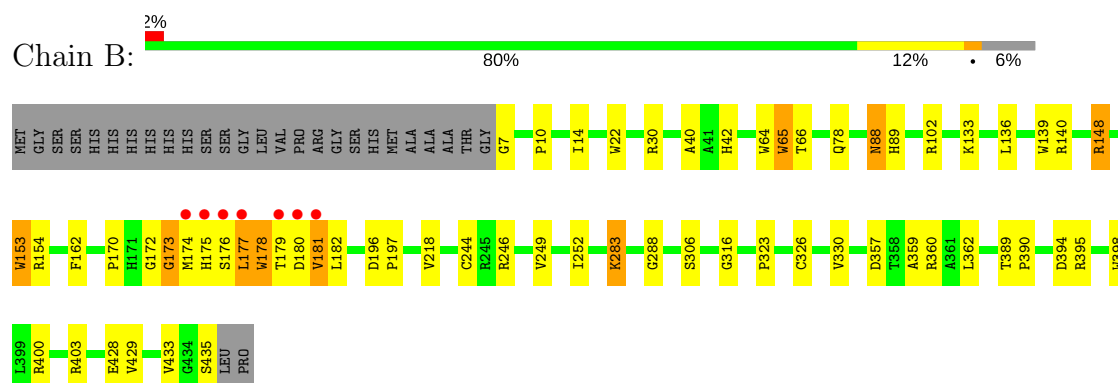 2%
Chain B:
80% 12% • 6%
MET GLY SER SER HIS HIS HIS HIS HIS HIS SER SER GLY LEU VAL PRO ARG GLY SER HIS MET ALA ALA ALA THR GLY G7 P10 I14 W22 R30 A40 A41 H42 W64 W65 T66 Q78 N88 H89 R102 K133 L136 W139 R140 R148
W153 R154 F162 P170 H171 G172 G173 M174 H175 S176 L177 W178 T179 D180 V181 L182 D196 P197 V218 C244 R245 R246 V249 I252 K283 G288 S306 G316 P323 C326 V330 D357 T358 A359 R360 A361 L362 T389 P390 D394 R395 W398
L399 R400 R403 E428 V429 V433 G434 S435 LEU PRO